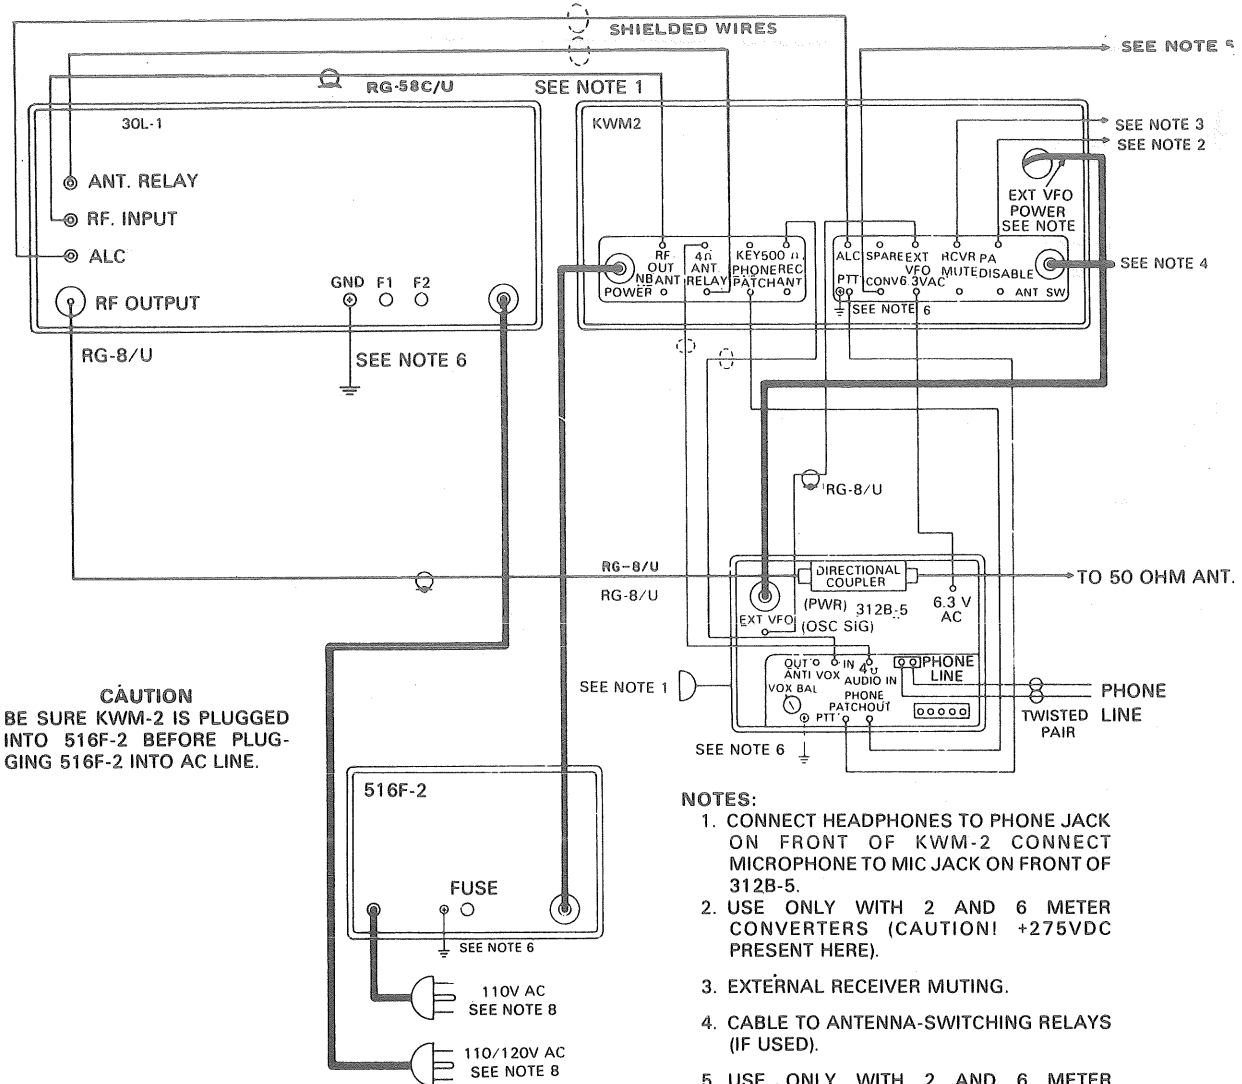 SHIELDED WIRES
SEE NOTE 5
RG-58C/U
SEE NOTE 1
30L-1
KWM2
SEE NOTE 3
SEE NOTE 2
ANT. RELAY
RF. INPUT
ALC
RF OUTPUT
GND F1 F2
EXT VFO
POWER
SEE NOTE
RF
OUT
NB ANT
POWER
4Ω
ANT
RELAY
KEY 500 Ω
PHONE REC
PATCH ANT
ALC SPARE EXT
VFO
RCVR PA
MUTE DISABLE
PTT CONV 6.3VAC
ANT SW
SEE NOTE 6
SEE NOTE 4
RG-8/U
SEE NOTE 6
RG-8/U
RG-8/U
RG-8/U
DIRECTIONAL
COUPLER
TO 50 OHM ANT.
(PWR) 312B-5
EXT VFO
(OSC SIG)
6.3 V
AC
OUT IN
ANTI VOX
4Ω
AUDIO IN
VOX BAL
PHONE
PATCH OUT
PTT
PHONE
LINE
SEE NOTE 1
PHONE
LINE
TWISTED
PAIR
SEE NOTE 6
CAUTION
BE SURE KWM-2 IS PLUGGED
INTO 516F-2 BEFORE PLUG-
GING 516F-2 INTO AC LINE.
516F-2
FUSE
SEE NOTE 6
110V AC
SEE NOTE 8
110/120V AC
SEE NOTE 8
NOTES:
1. CONNECT HEADPHONES TO PHONE JACK
ON FRONT OF KWM-2 CONNECT
MICROPHONE TO MIC JACK ON FRONT OF
312B-5.
2. USE ONLY WITH 2 AND 6 METER
CONVERTERS (CAUTION! +275VDC
PRESENT HERE).
3. EXTERNAL RECEIVER MUTING.
4. CABLE TO ANTENNA-SWITCHING RELAYS
(IF USED).
5. USE ONLY WITH 2 AND 6 METER